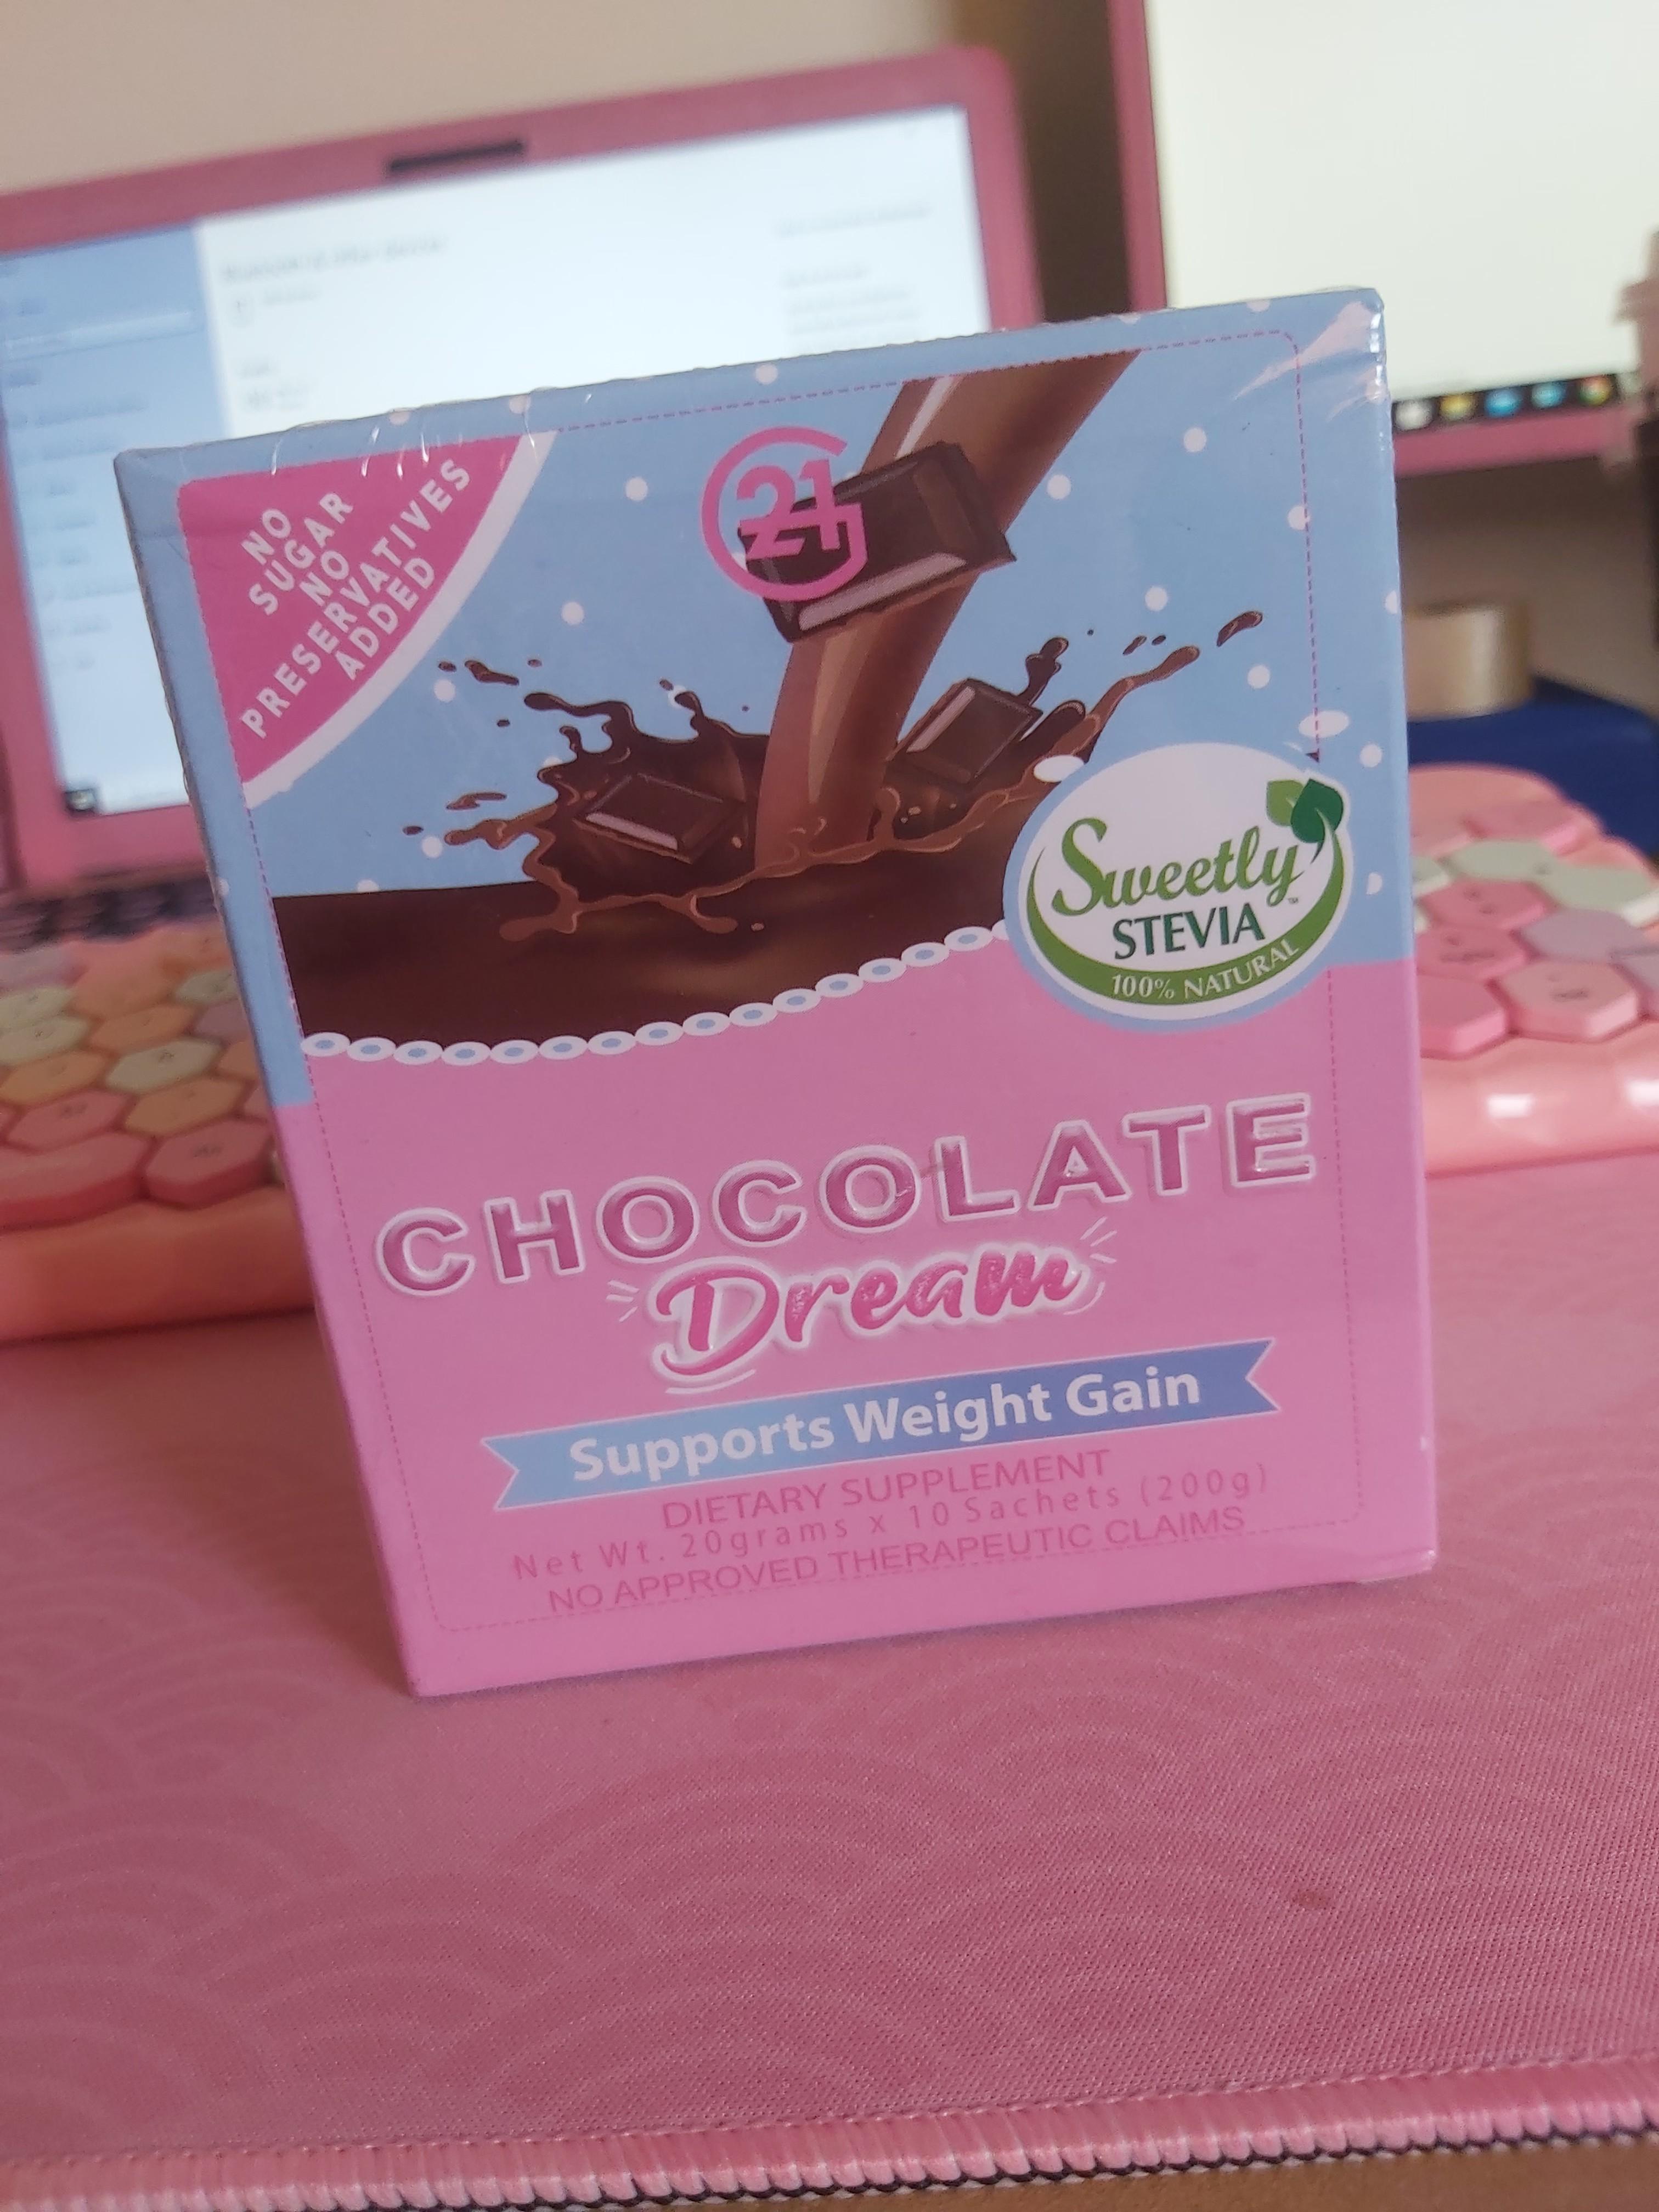 NO
SUGAR
NO
PRESERVATIVES
ADDED
21
Sweetly
STEVIA™
100% NATURAL
CHOCOLATE
Dream
Supports Weight Gain
DIETARY SUPPLEMENT
Net Wt. 20grams x 10 Sachets (200g)
NO APPROVED THERAPEUTIC CLAIMS